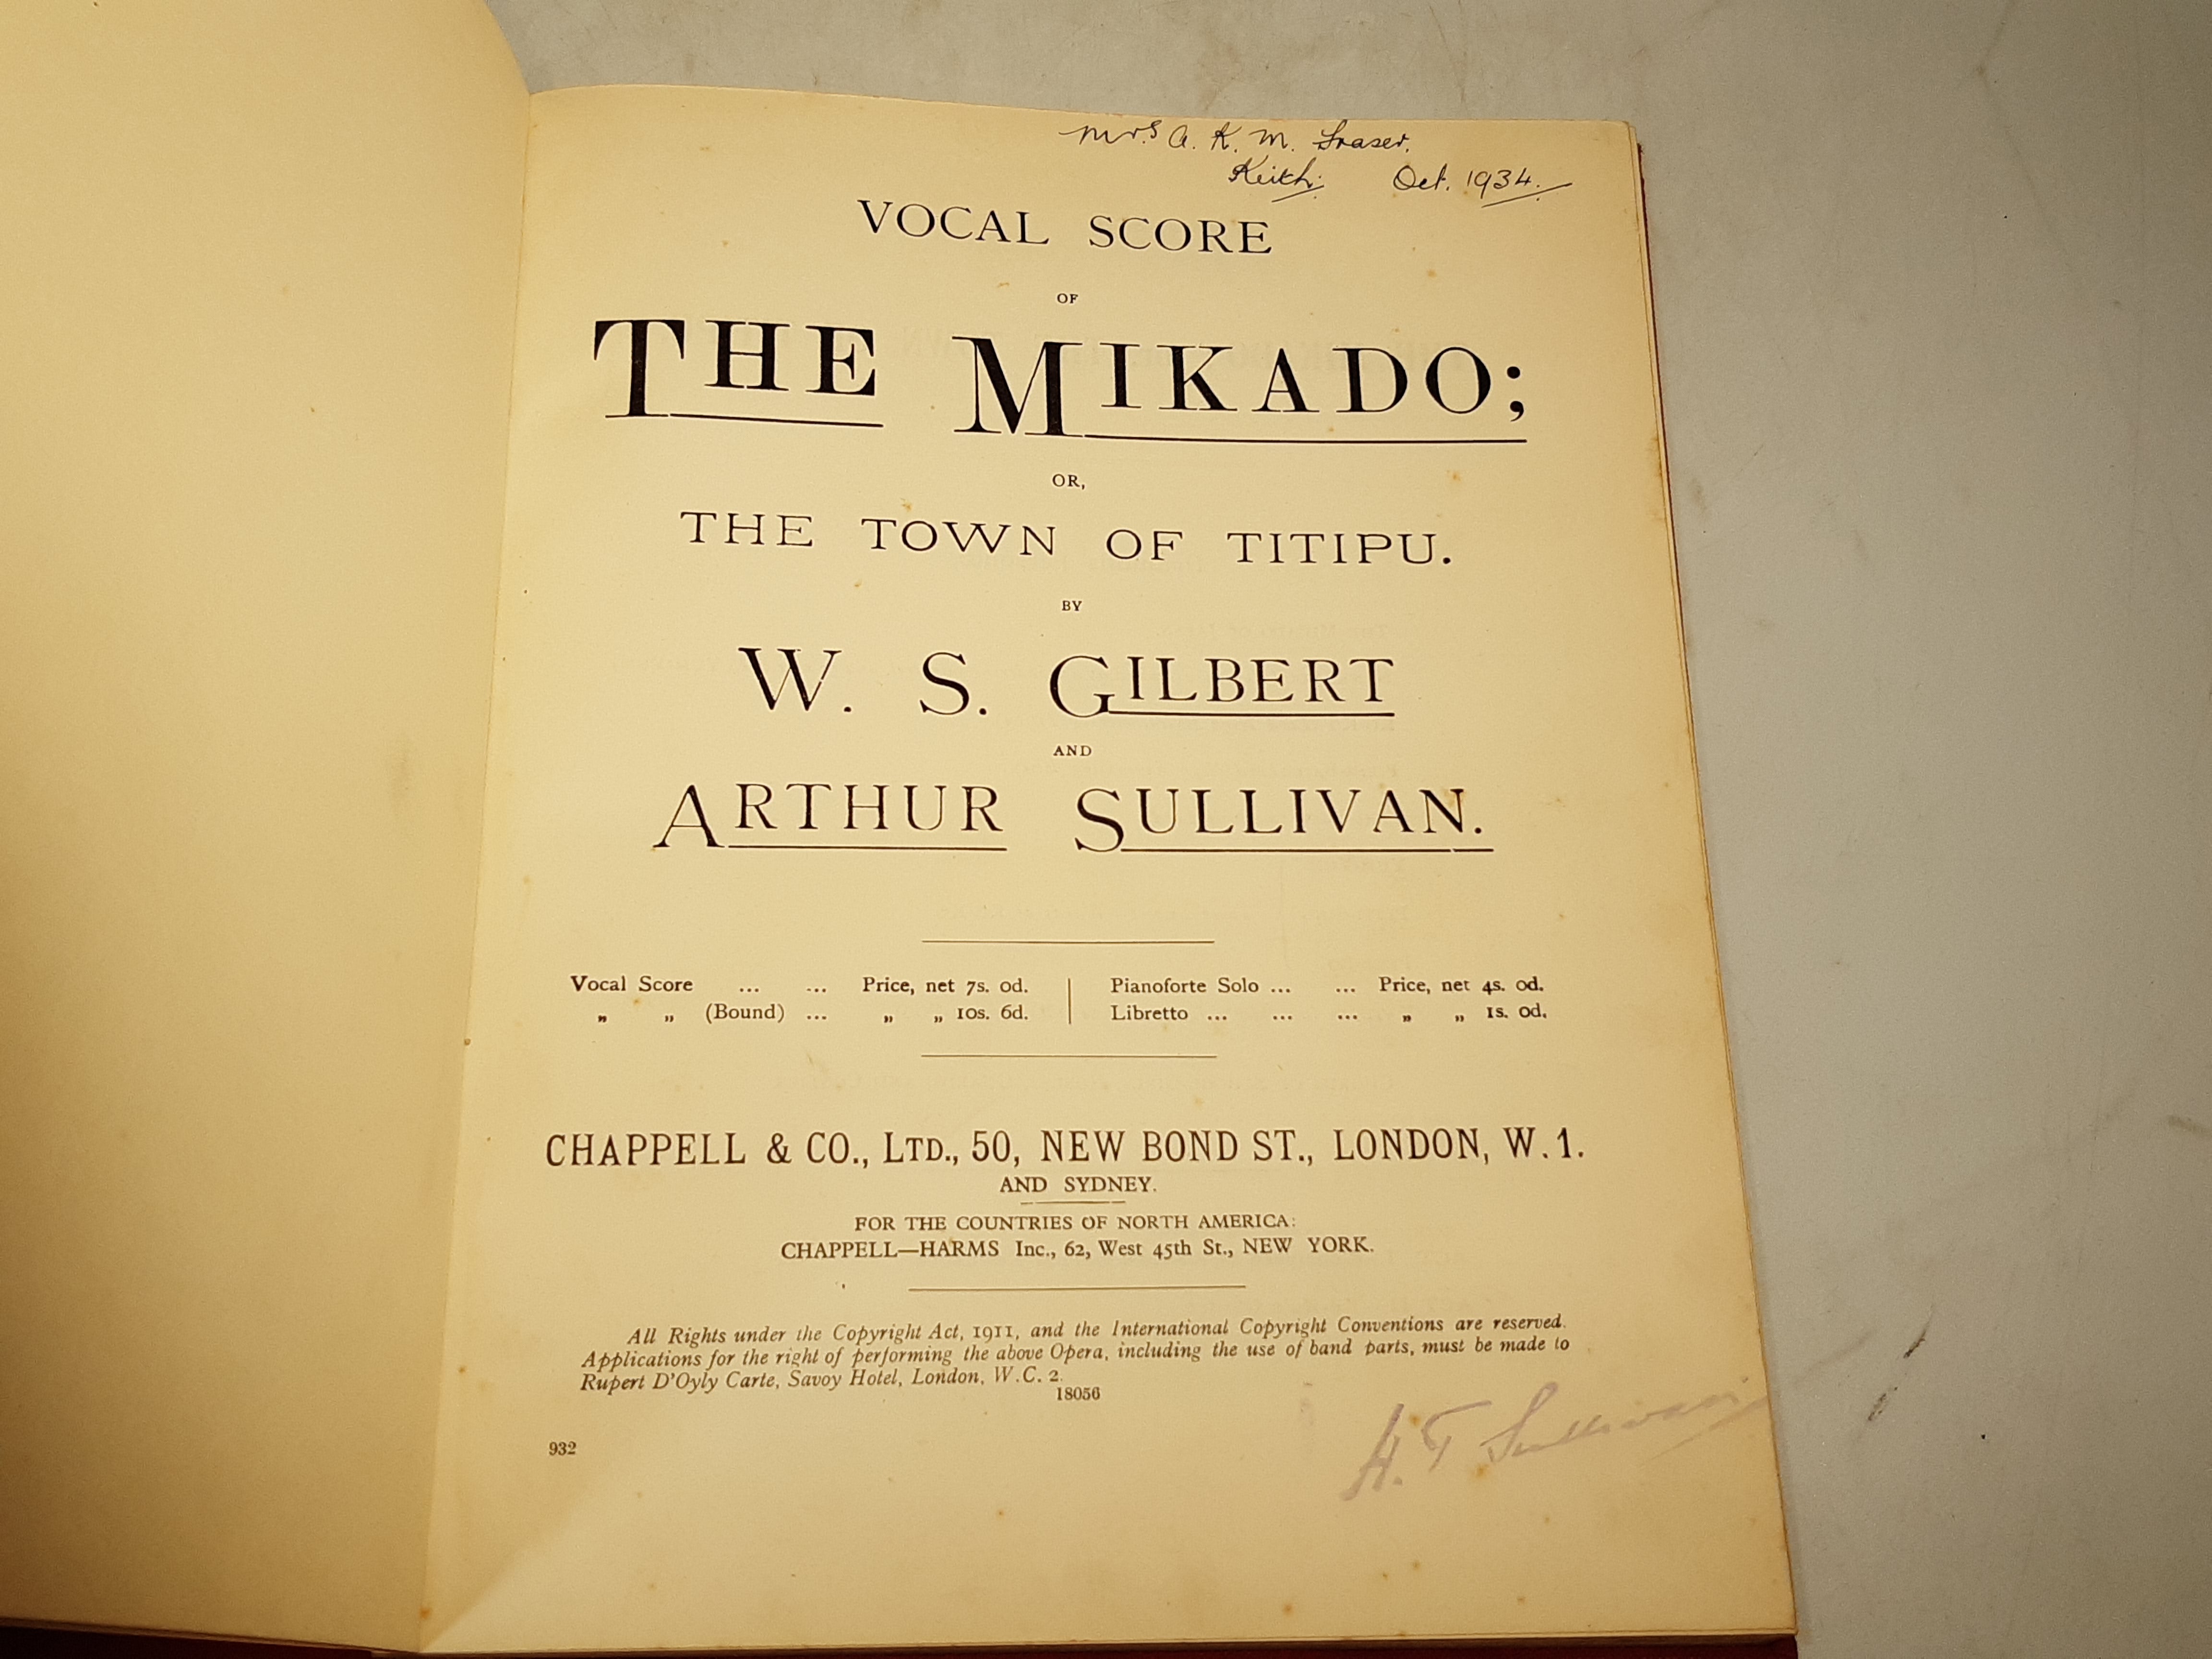 Mrs. A. K. M. Fraser.
Keith. Oct. 1934.
VOCAL SCORE
OF
THE MIKADO;
OR,
THE TOWN OF TITIPU.
BY
W. S. GILBERT
AND
ARTHUR SULLIVAN.
Vocal Score ... ... Price, net 7s. 0d. | Pianoforte Solo ... ... Price, net 4s. 0d.
„ „ (Bound) ... „ „ 10s. 6d. | Libretto ... ... ... „ „ 1s. 0d.
CHAPPELL & CO., LTD., 50, NEW BOND ST., LONDON, W.1.
AND SYDNEY.
FOR THE COUNTRIES OF NORTH AMERICA:
CHAPPELL—HARMS Inc., 62, West 45th St., NEW YORK.
All Rights under the Copyright Act, 1911, and the International Copyright Conventions are reserved.
Applications for the right of performing the above Opera, including the use of band parts, must be made to
Rupert D'Oyly Carte, Savoy Hotel, London, W.C. 2.
18056
H. T Sullivan
932